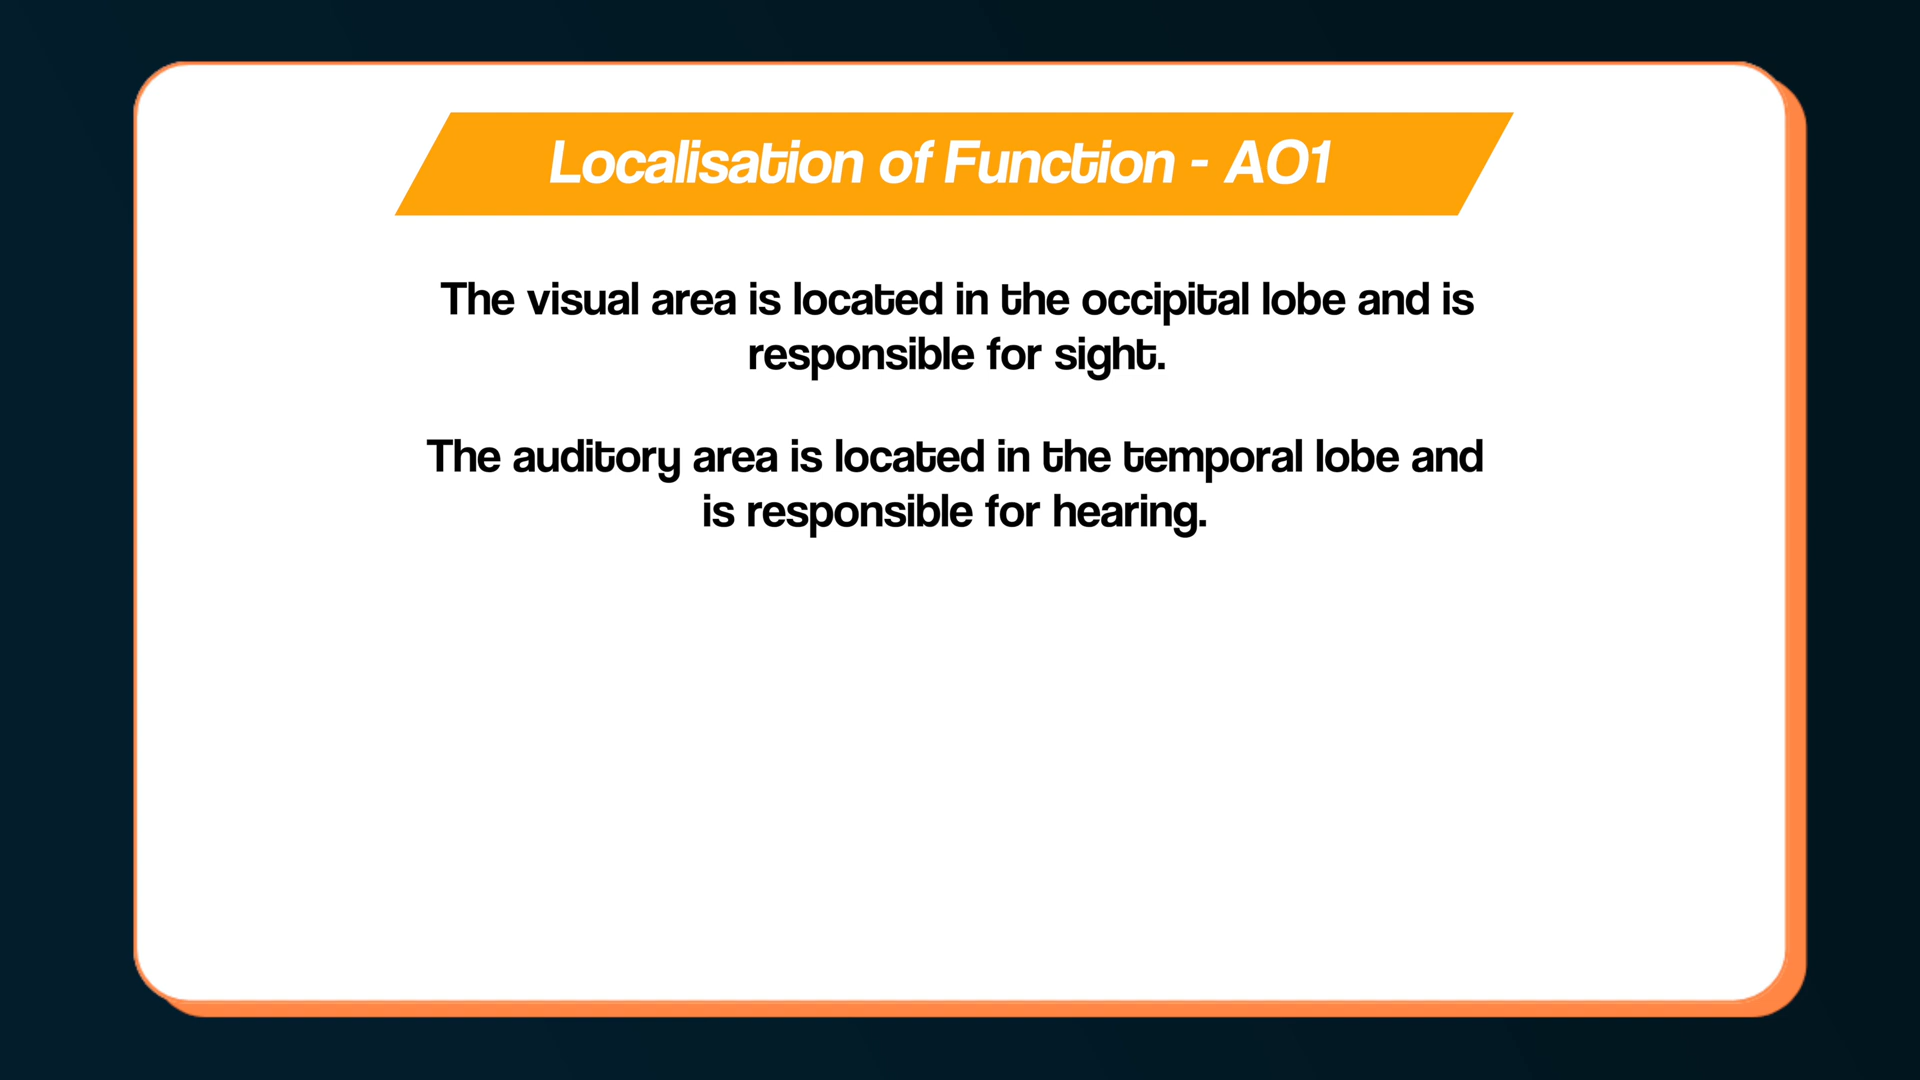 Localisation of Function - AO1
The visual area is located in the occipital lobe and is
responsible for sight.
The auditory area is located in the temporal lobe and
is responsible for hearing.